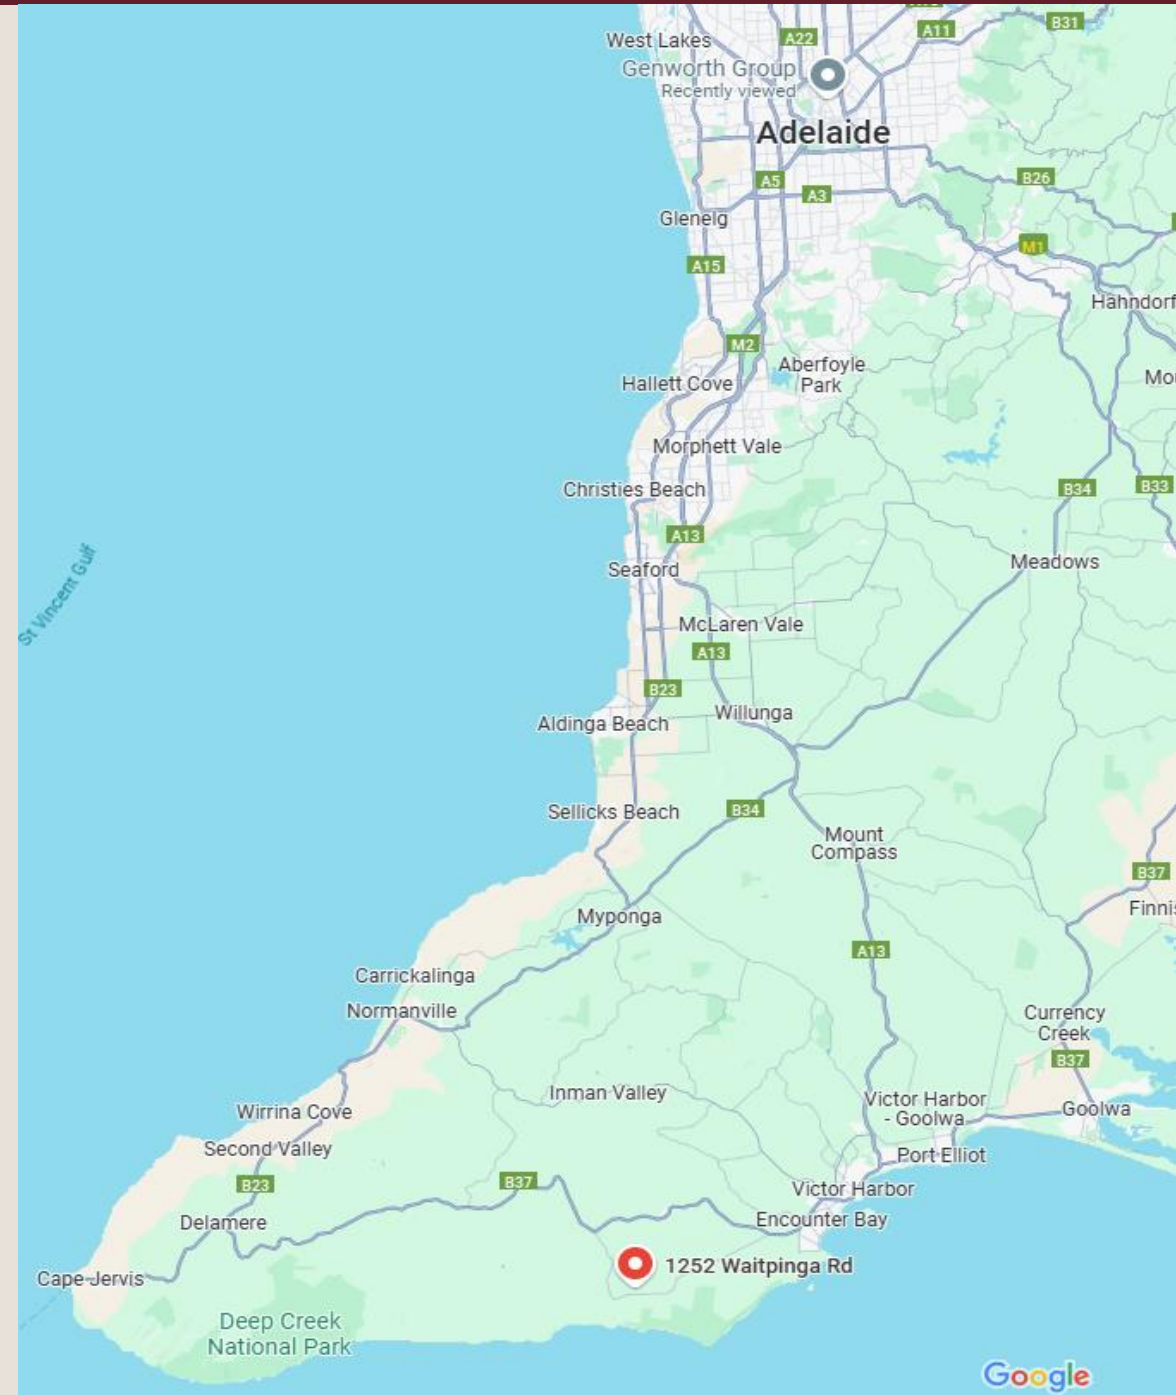 B31
A11
West Lakes
A22
Genworth Group
Recently viewed
Adelaide
B26
A5
A3
Glenelg
M1
A15
Hahndorf
M2
Aberfoyle
Park
Hallett Cove
Morphett Vale
Christies Beach
B34
B33
A13
St Vincent Gulf
Seaford
Meadows
McLaren Vale
A13
B23
Willunga
Aldinga Beach
Sellicks Beach
B34
Mount
Compass
B37
Myponga
A13
Carrickalinga
Normanville
Currency
Creek
B37
Inman Valley
Victor Harbor
- Goolwa
Goolwa
Wirrina Cove
Second Valley
Port Elliot
B23
B37
Victor Harbor
Delamere
Encounter Bay
1252 Waitpinga Rd
Cape Jervis
Deep Creek
National Park
Google